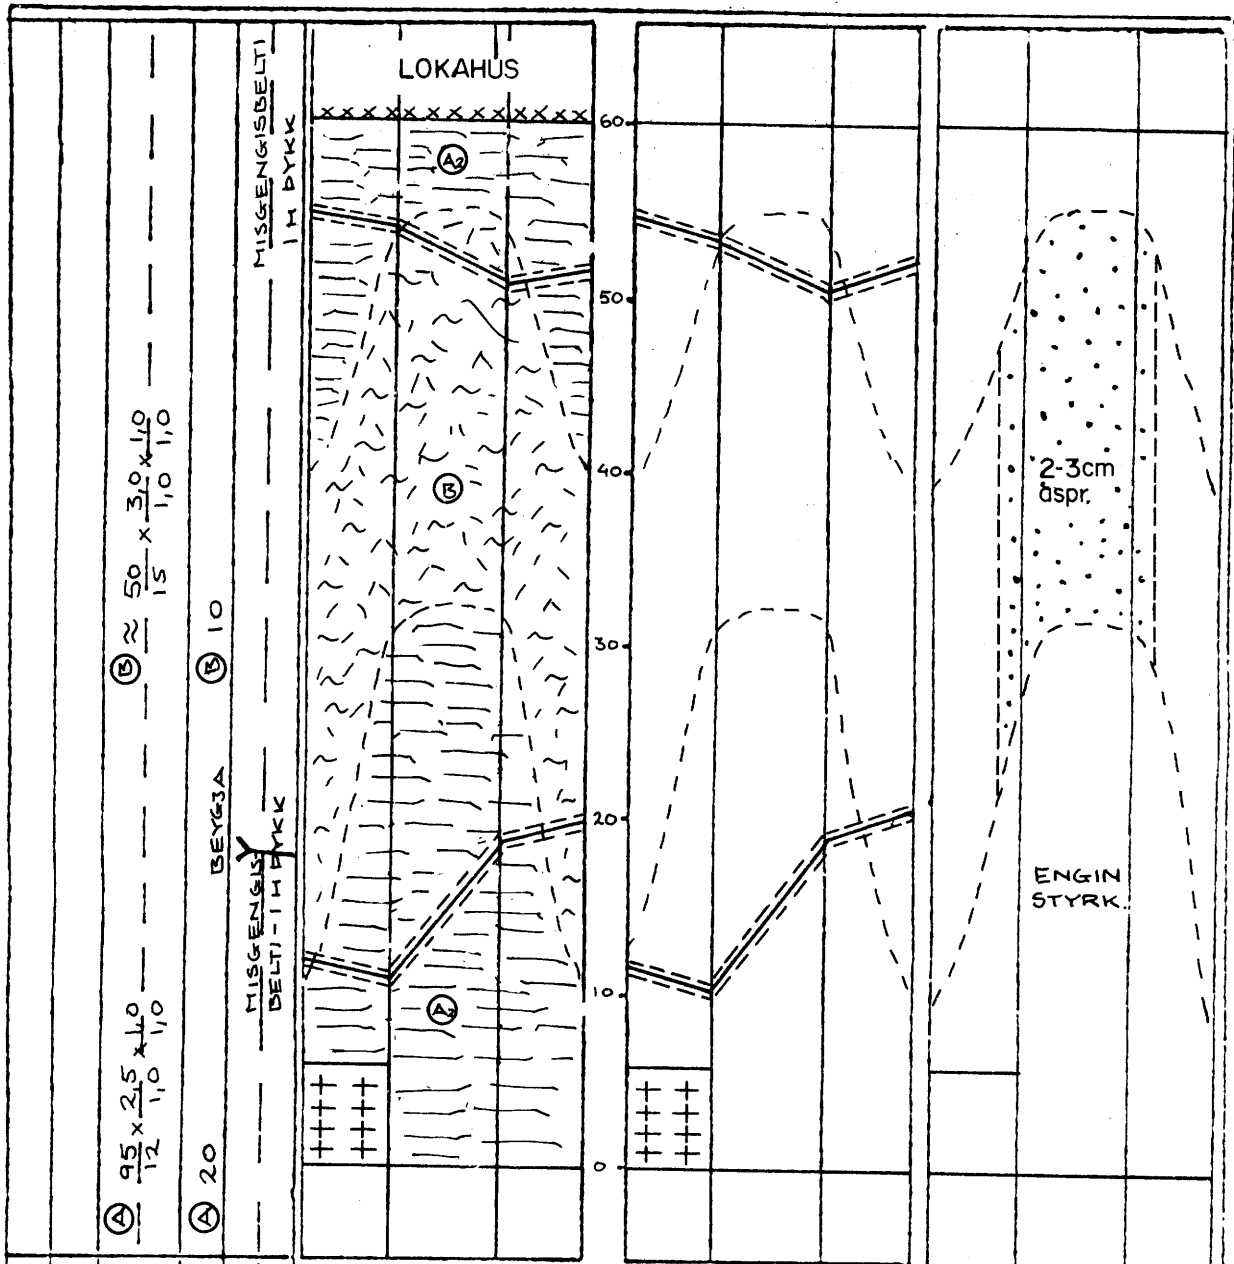 LOKAHUS
MISGENGISBELTI
1 H DYKK
A2
60
50
40
30
20
10
0
B
2-3cm
áspr.
ENGIN
STYRK.
B ≈ 50/15 x 3,0/1,0 x 1,0/1,0
B 10
BEYGJA
MISGENGIS-
BELTI - 1 H DYKK
A2
A 95/12 x 2,5/1,0 x 1,0/1,0
A 20